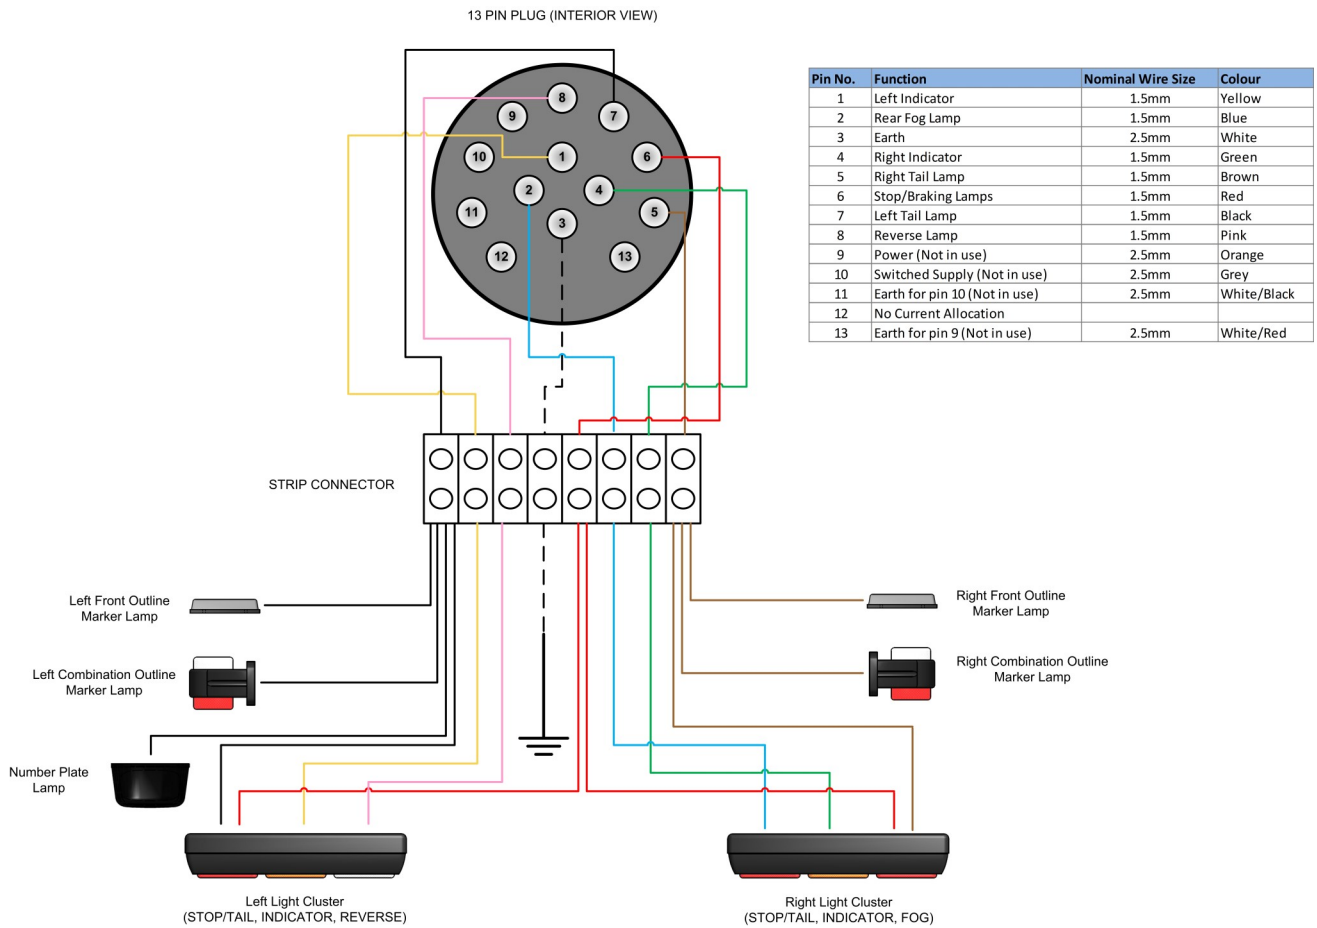 13 PIN PLUG (INTERIOR VIEW)
8
9
7
10
1
6
2
4
11
5
3
12
13
Pin No. Function Nominal Wire Size Colour
1 Left Indicator 1.5mm Yellow
2 Rear Fog Lamp 1.5mm Blue
3 Earth 2.5mm White
4 Right Indicator 1.5mm Green
5 Right Tail Lamp 1.5mm Brown
6 Stop/Braking Lamps 1.5mm Red
7 Left Tail Lamp 1.5mm Black
8 Reverse Lamp 1.5mm Pink
9 Power (Not in use) 2.5mm Orange
10 Switched Supply (Not in use) 2.5mm Grey
11 Earth for pin 10 (Not in use) 2.5mm White/Black
12 No Current Allocation
13 Earth for pin 9 (Not in use) 2.5mm White/Red
STRIP CONNECTOR
Left Front Outline
Marker Lamp
Right Front Outline
Marker Lamp
Left Combination Outline
Marker Lamp
Right Combination Outline
Marker Lamp
Number Plate
Lamp
Left Light Cluster
(STOP/TAIL, INDICATOR, REVERSE)
Right Light Cluster
(STOP/TAIL, INDICATOR, FOG)